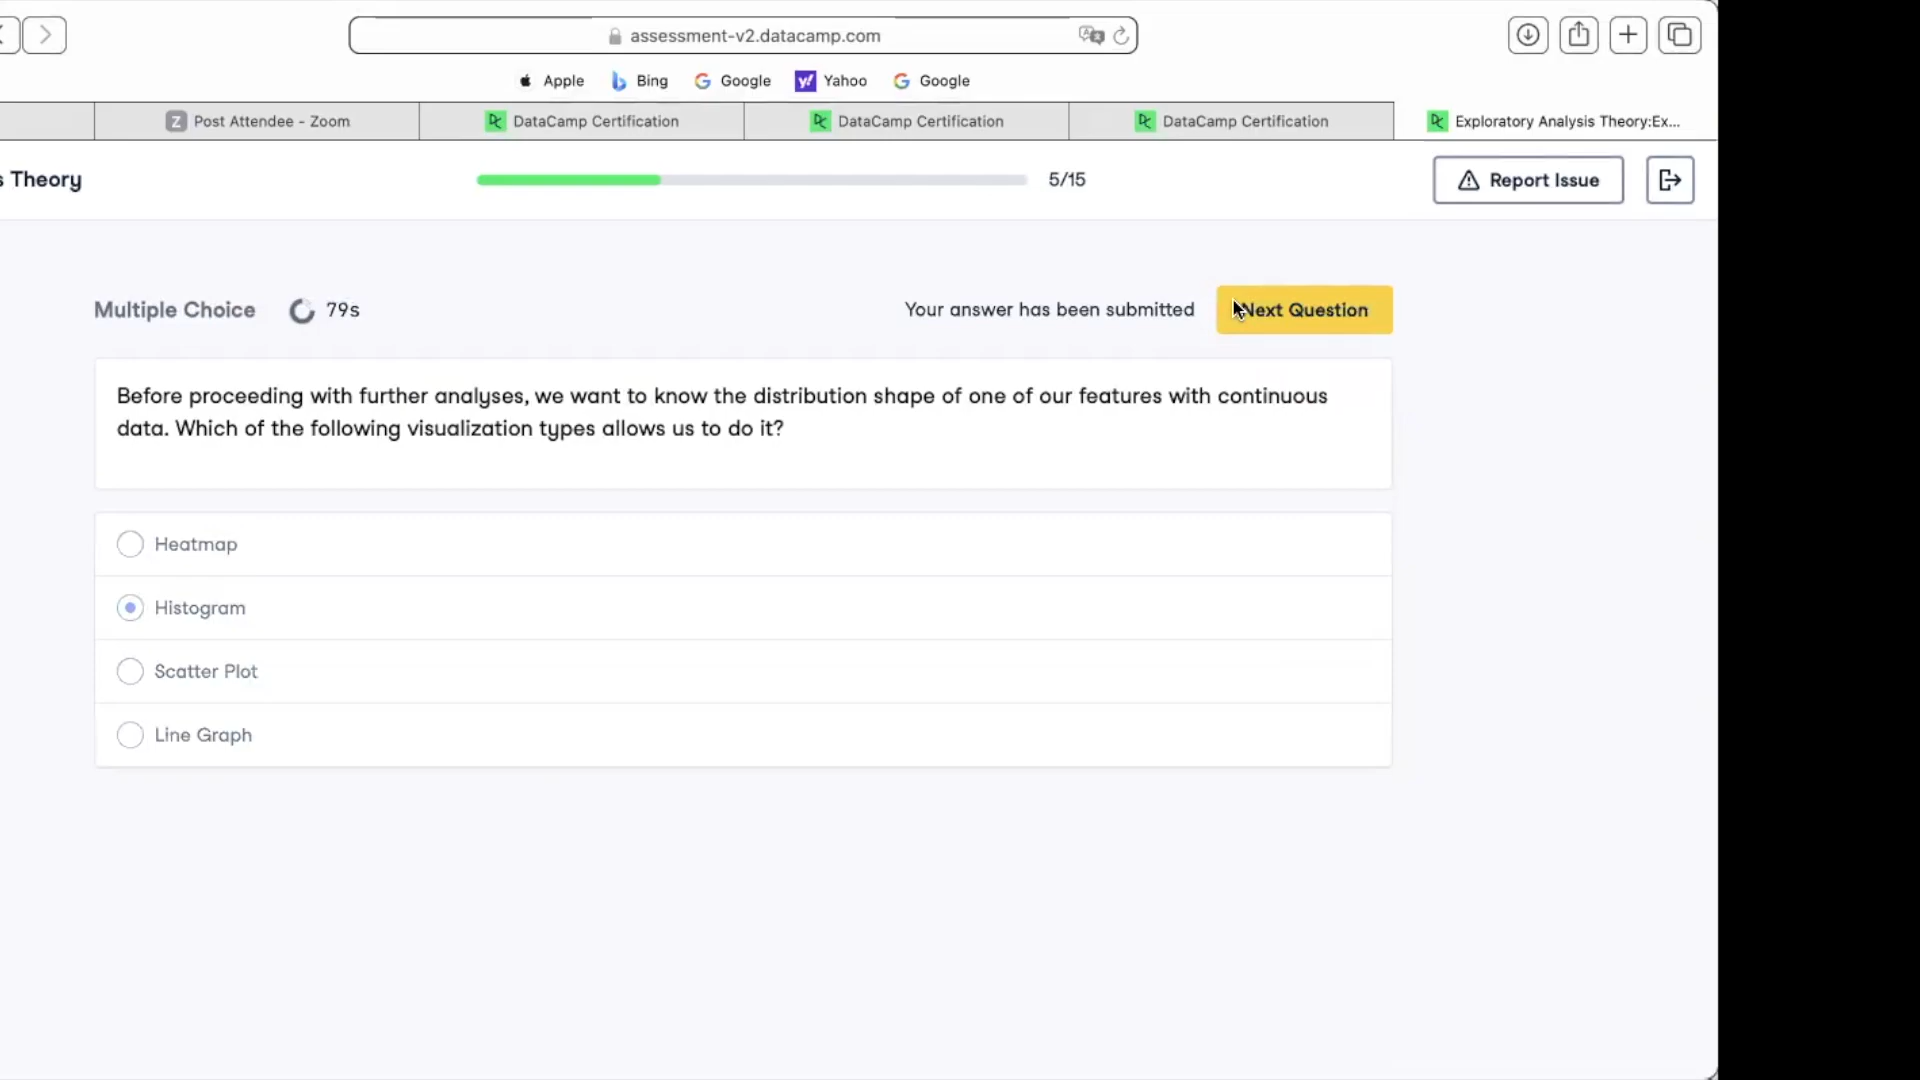 assessment-v2.datacamp.com
Apple Bing Google Yahoo Google
Post Attendee - Zoom DataCamp Certification DataCamp Certification DataCamp Certification Exploratory Analysis Theory:Ex...
s Theory 5/15 Report Issue
Multiple Choice 79s Your answer has been submitted Next Question
Before proceeding with further analyses, we want to know the distribution shape of one of our features with continuous
data. Which of the following visualization types allows us to do it?
Heatmap
Histogram
Scatter Plot
Line Graph